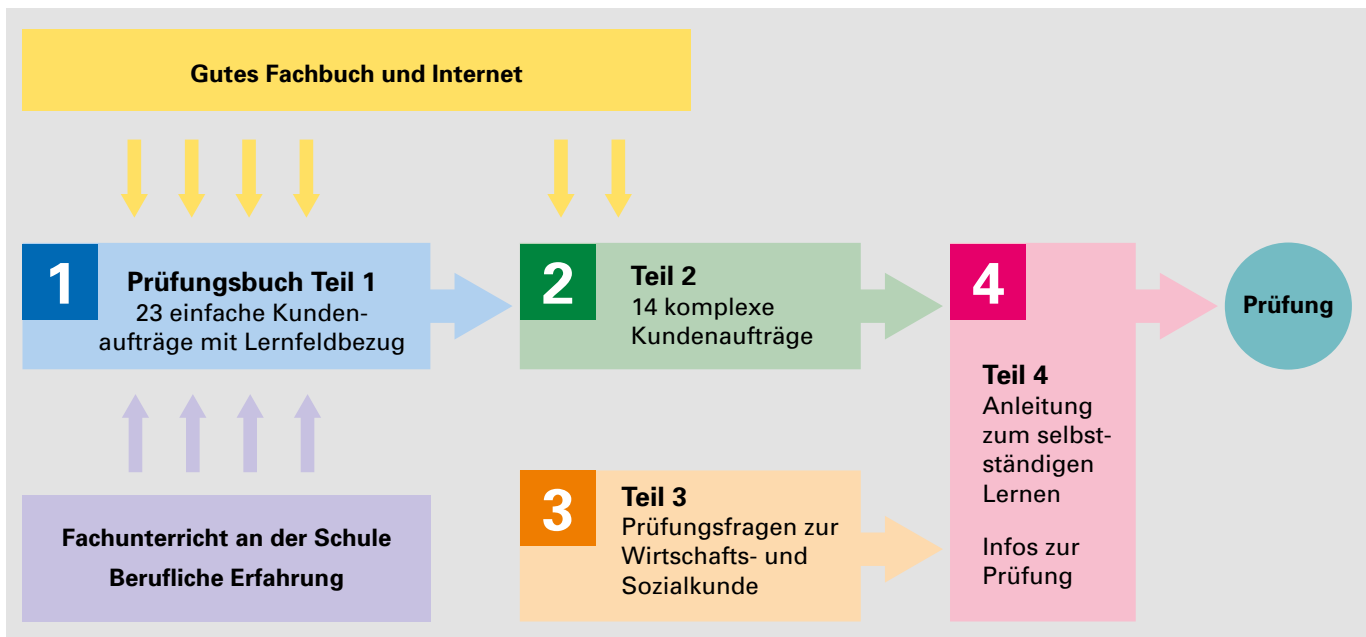 Gutes Fachbuch und Internet
1
Prüfungsbuch Teil 1
23 einfache Kunden-
aufträge mit Lernfeldbezug
2
Teil 2
14 komplexe
Kundenaufträge
4
Teil 4
Anleitung
zum selbst-
ständigen
Lernen
Infos zur
Prüfung
Prüfung
Fachunterricht an der Schule
Berufliche Erfahrung
3
Teil 3
Prüfungsfragen zur
Wirtschafts- und
Sozialkunde